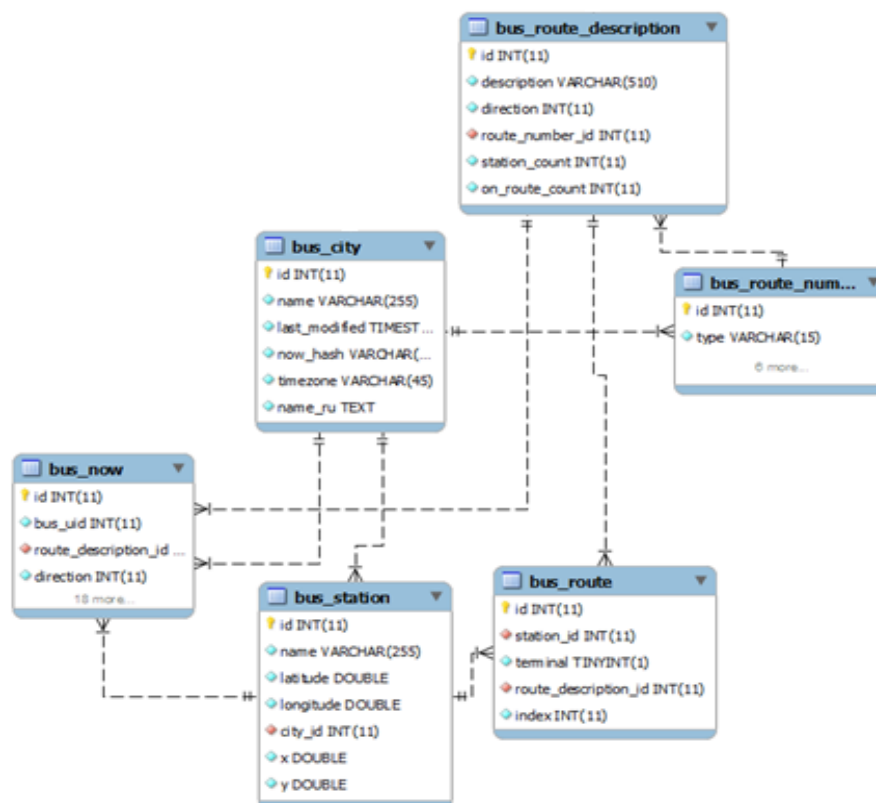 bus_route_description
id INT(11)
description VARCHAR(510)
direction INT(11)
route_number_id INT(11)
station_count INT(11)
on_route_count INT(11)
bus_city
id INT(11)
name VARCHAR(255)
last_modified TIMEST...
now_hash VARCHAR(...
timezone VARCHAR(45)
name_ru TEXT
bus_route_num...
id INT(11)
type VARCHAR(15)
6 more...
bus_now
id INT(11)
bus_uid INT(11)
route_description_id ...
direction INT(11)
18 more...
bus_station
id INT(11)
name VARCHAR(255)
latitude DOUBLE
longitude DOUBLE
city_id INT(11)
x DOUBLE
y DOUBLE
bus_route
id INT(11)
station_id INT(11)
terminal TINYINT(1)
route_description_id INT(11)
index INT(11)